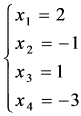 x₁ = 2
x₂ = −1
x₃ = 1
x₄ = −3